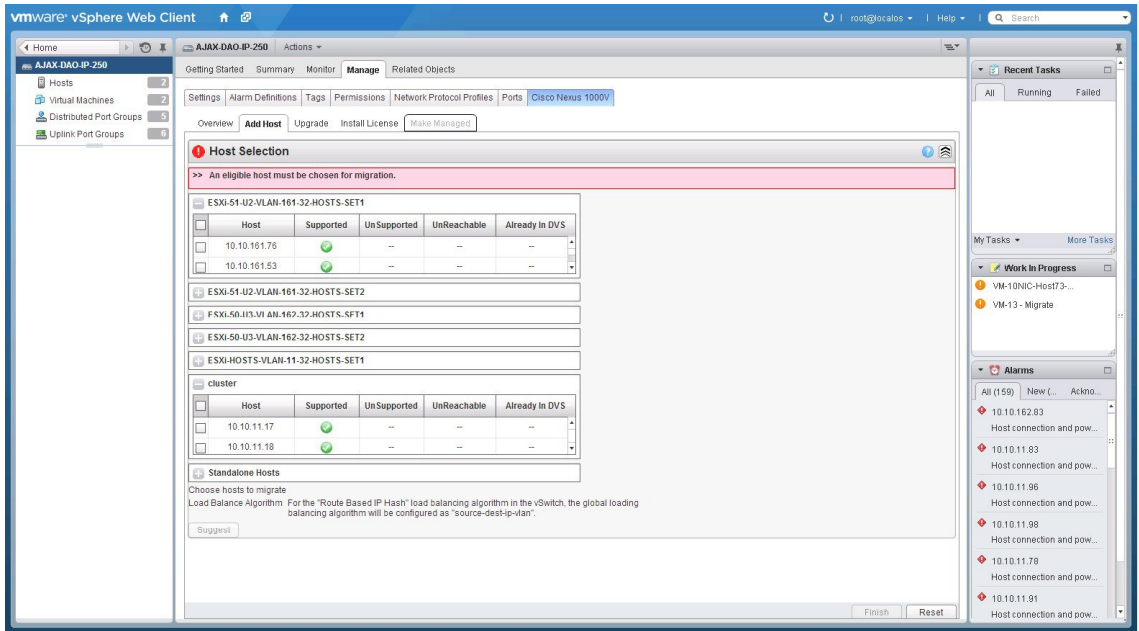 vmware® vSphere Web Client
root@localos
Help
Search
Home
AJAX-DAO-IP-250
Hosts 2
Virtual Machines 2
Distributed Port Groups 5
Uplink Port Groups 6
AJAX-DAO-IP-250 Actions
Getting Started Summary Monitor Manage Related Objects
Settings Alarm Definitions Tags Permissions Network Protocol Profiles Ports Cisco Nexus 1000V
Overview Add Host Upgrade Install License Make Managed
Host Selection
>> An eligible host must be chosen for migration.
ESXi-51-U2-VLAN-161-32-HOSTS-SET1
Host Supported UnSupported UnReachable Already In DVS
10.10.161.76 -- -- --
10.10.161.53 -- -- --
ESXi-51-U2-VLAN-161-32-HOSTS-SET2
ESXi-50-U3-VLAN-162-32-HOSTS-SET1
ESXi-50-U3-VLAN-162-32-HOSTS-SET2
ESXi-HOSTS-VLAN-11-32-HOSTS-SET1
cluster
Host Supported UnSupported UnReachable Already In DVS
10.10.11.17 -- -- --
10.10.11.18 -- -- --
Standalone Hosts
Choose hosts to migrate
Load Balance Algorithm For the "Route Based IP Hash" load balancing algorithm in the vSwitch, the global loading
balancing algorithm will be configured as "source-dest-ip-vlan".
Suggest
Finish Reset
Recent Tasks
All Running Failed
My Tasks More Tasks
Work In Progress
VM-10NIC-Host73-...
VM-13 - Migrate
Alarms
All (159) New (... Ackno...
10.10.162.83
Host connection and pow...
10.10.11.83
Host connection and pow...
10.10.11.96
Host connection and pow...
10.10.11.98
Host connection and pow...
10.10.11.78
Host connection and pow...
10.10.11.91
Host connection and pow...